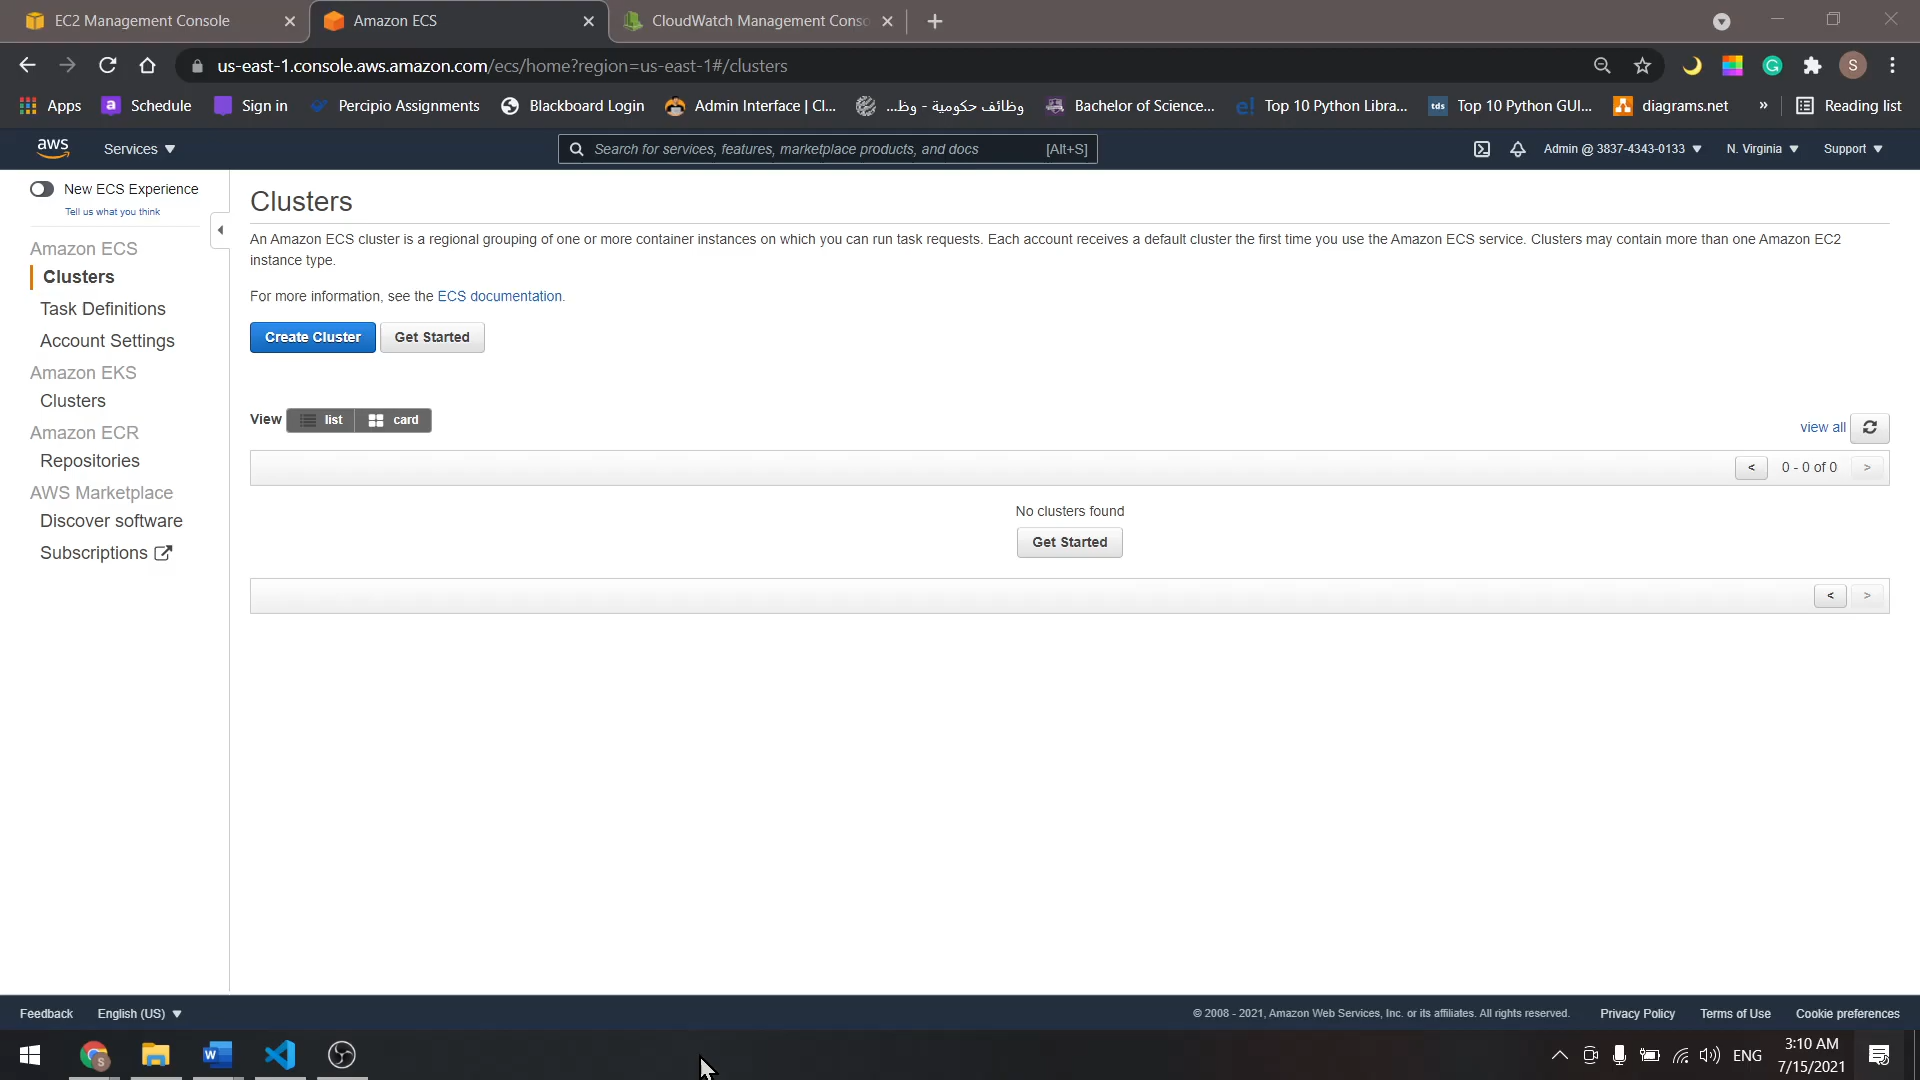 EC2 Management Console
Amazon ECS
CloudWatch Management Conso
us-east-1.console.aws.amazon.com/ecs/home?region=us-east-1#/clusters
S
Apps
Schedule
Sign in
Percipio Assignments
Blackboard Login
Admin Interface | Cl...
وظائف حكومية - وظ...
Bachelor of Science...
Top 10 Python Libra...
tds
Top 10 Python GUI...
diagrams.net
»
Reading list
aws
Services
Search for services, features, marketplace products, and docs
[Alt+S]
Admin @ 3837-4343-0133
N. Virginia
Support
New ECS Experience
Tell us what you think
Amazon ECS
Clusters
Task Definitions
Account Settings
Amazon EKS
Clusters
Amazon ECR
Repositories
AWS Marketplace
Discover software
Subscriptions
Clusters
An Amazon ECS cluster is a regional grouping of one or more container instances on which you can run task requests. Each account receives a default cluster the first time you use the Amazon ECS service. Clusters may contain more than one Amazon EC2
instance type.
For more information, see the ECS documentation.
Create Cluster
Get Started
View
list
card
view all
<
0 - 0 of 0
>
No clusters found
Get Started
<
>
Feedback
English (US)
© 2008 - 2021, Amazon Web Services, Inc. or its affiliates. All rights reserved.
Privacy Policy
Terms of Use
Cookie preferences
ENG
3:10 AM
7/15/2021